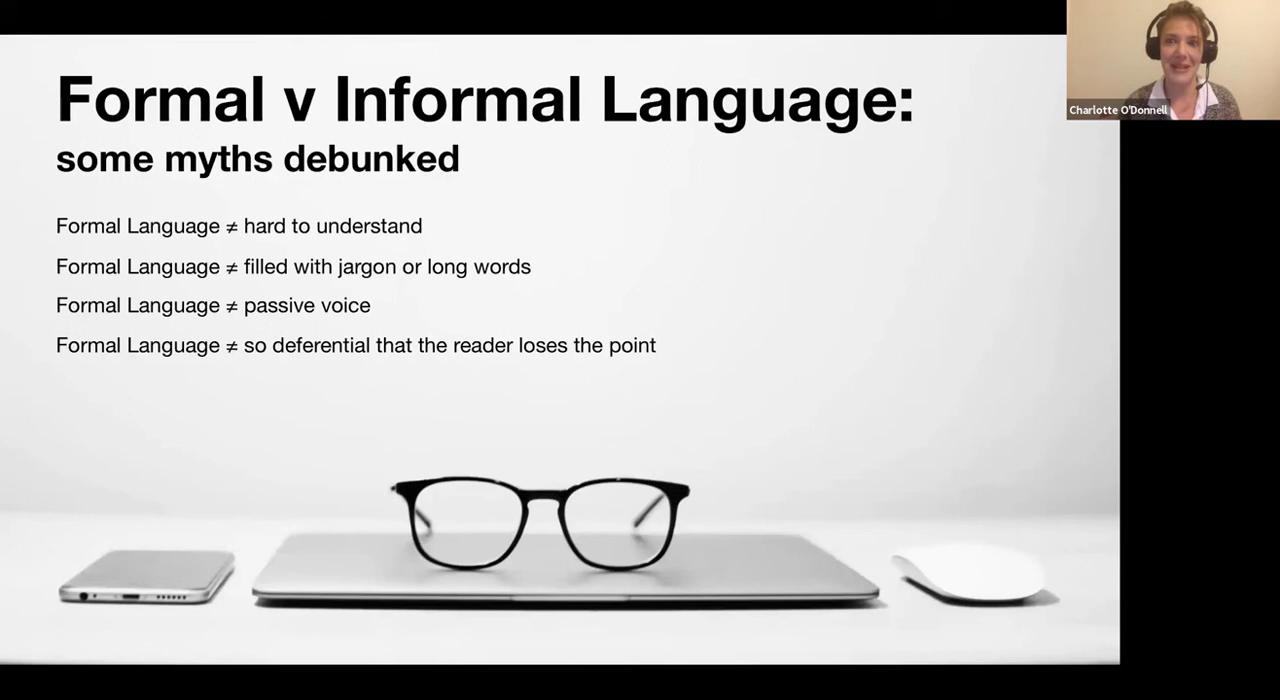 Formal v Informal Language:
some myths debunked
Formal Language ≠ hard to understand
Formal Language ≠ filled with jargon or long words
Formal Language ≠ passive voice
Formal Language ≠ so deferential that the reader loses the point
Charlotte O'Donnell